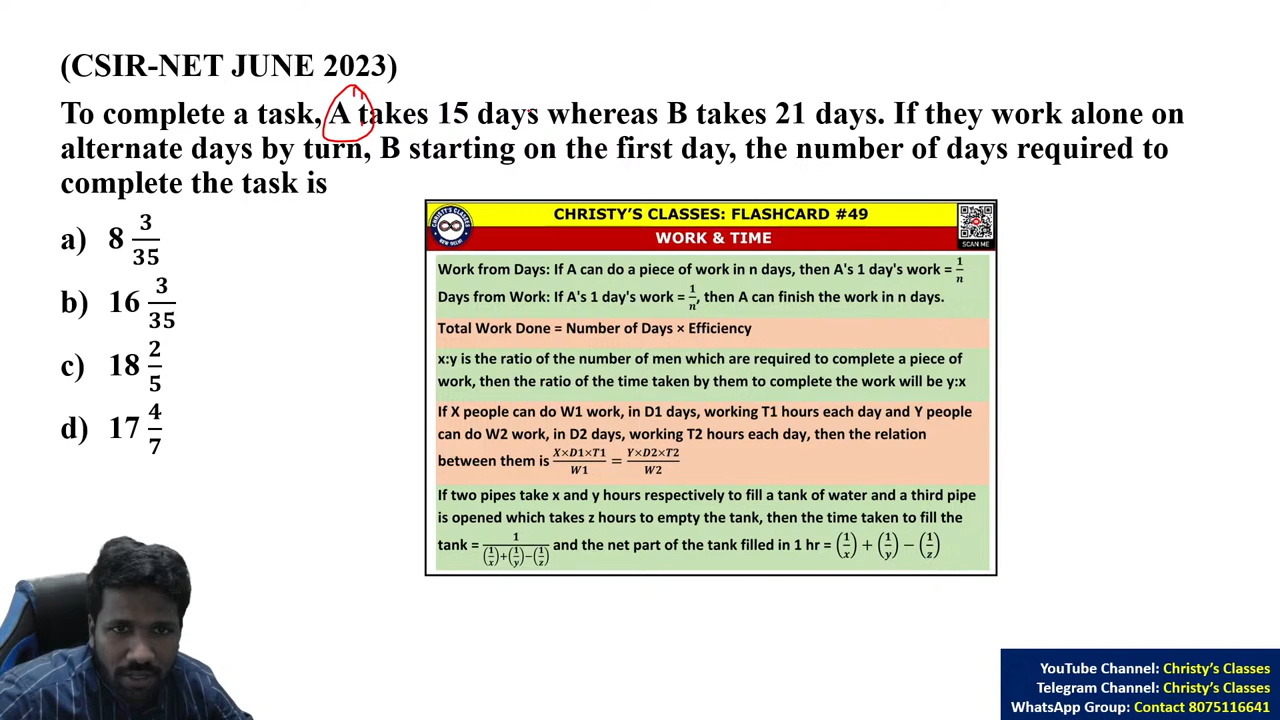 (CSIR-NET JUNE 2023)
To complete a task, A takes 15 days whereas B takes 21 days. If they work alone on
alternate days by turn, B starting on the first day, the number of days required to
complete the task is
a) 8 3/35
b) 16 3/35
c) 18 2/5
d) 17 4/7
CHRISTY'S CLASSES: FLASHCARD #49
WORK & TIME
NEW DELHI
SCAN ME
Work from Days: If A can do a piece of work in n days, then A's 1 day's work = 1/n
Days from Work: If A's 1 day's work = 1/n, then A can finish the work in n days.
Total Work Done = Number of Days × Efficiency
x:y is the ratio of the number of men which are required to complete a piece of
work, then the ratio of the time taken by them to complete the work will be y:x
If X people can do W1 work, in D1 days, working T1 hours each day and Y people
can do W2 work, in D2 days, working T2 hours each day, then the relation
between them is X×D1×T1/W1 = Y×D2×T2/W2
If two pipes take x and y hours respectively to fill a tank of water and a third pipe
is opened which takes z hours to empty the tank, then the time taken to fill the
tank = 1/((1/x)+(1/y)−(1/z)) and the net part of the tank filled in 1 hr = (1/x) + (1/y) − (1/z)
YouTube Channel: Christy's Classes
Telegram Channel: Christy's Classes
WhatsApp Group: Contact 8075116641